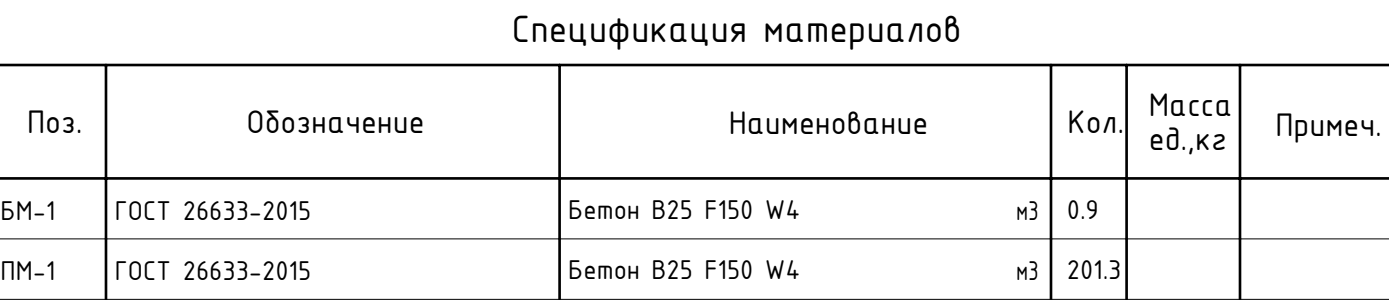 Спецификация материалов
Поз. Обозначение Наименование Кол. Масса ед.,кг Примеч.
БМ-1 ГОСТ 26633-2015 Бетон В25 F150 W4 м3 0.9
ПМ-1 ГОСТ 26633-2015 Бетон В25 F150 W4 м3 201.3